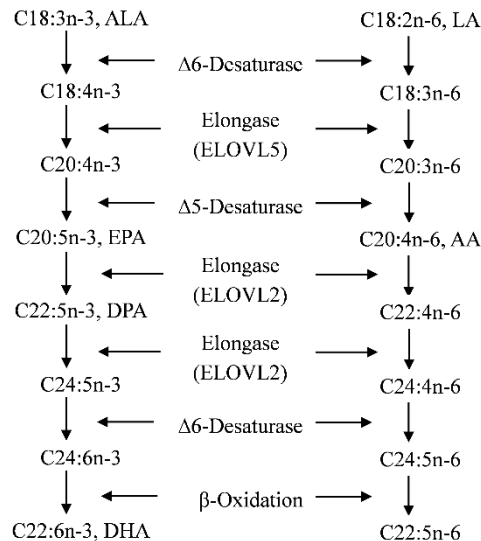 C18:3n-3, ALA C18:2n-6, LA
Δ6-Desaturase
C18:4n-3 C18:3n-6
Elongase
(ELOVL5)
C20:4n-3 C20:3n-6
Δ5-Desaturase
C20:5n-3, EPA C20:4n-6, AA
Elongase
(ELOVL2)
C22:5n-3, DPA C22:4n-6
Elongase
(ELOVL2)
C24:5n-3 C24:4n-6
Δ6-Desaturase
C24:6n-3 C24:5n-6
β-Oxidation
C22:6n-3, DHA C22:5n-6